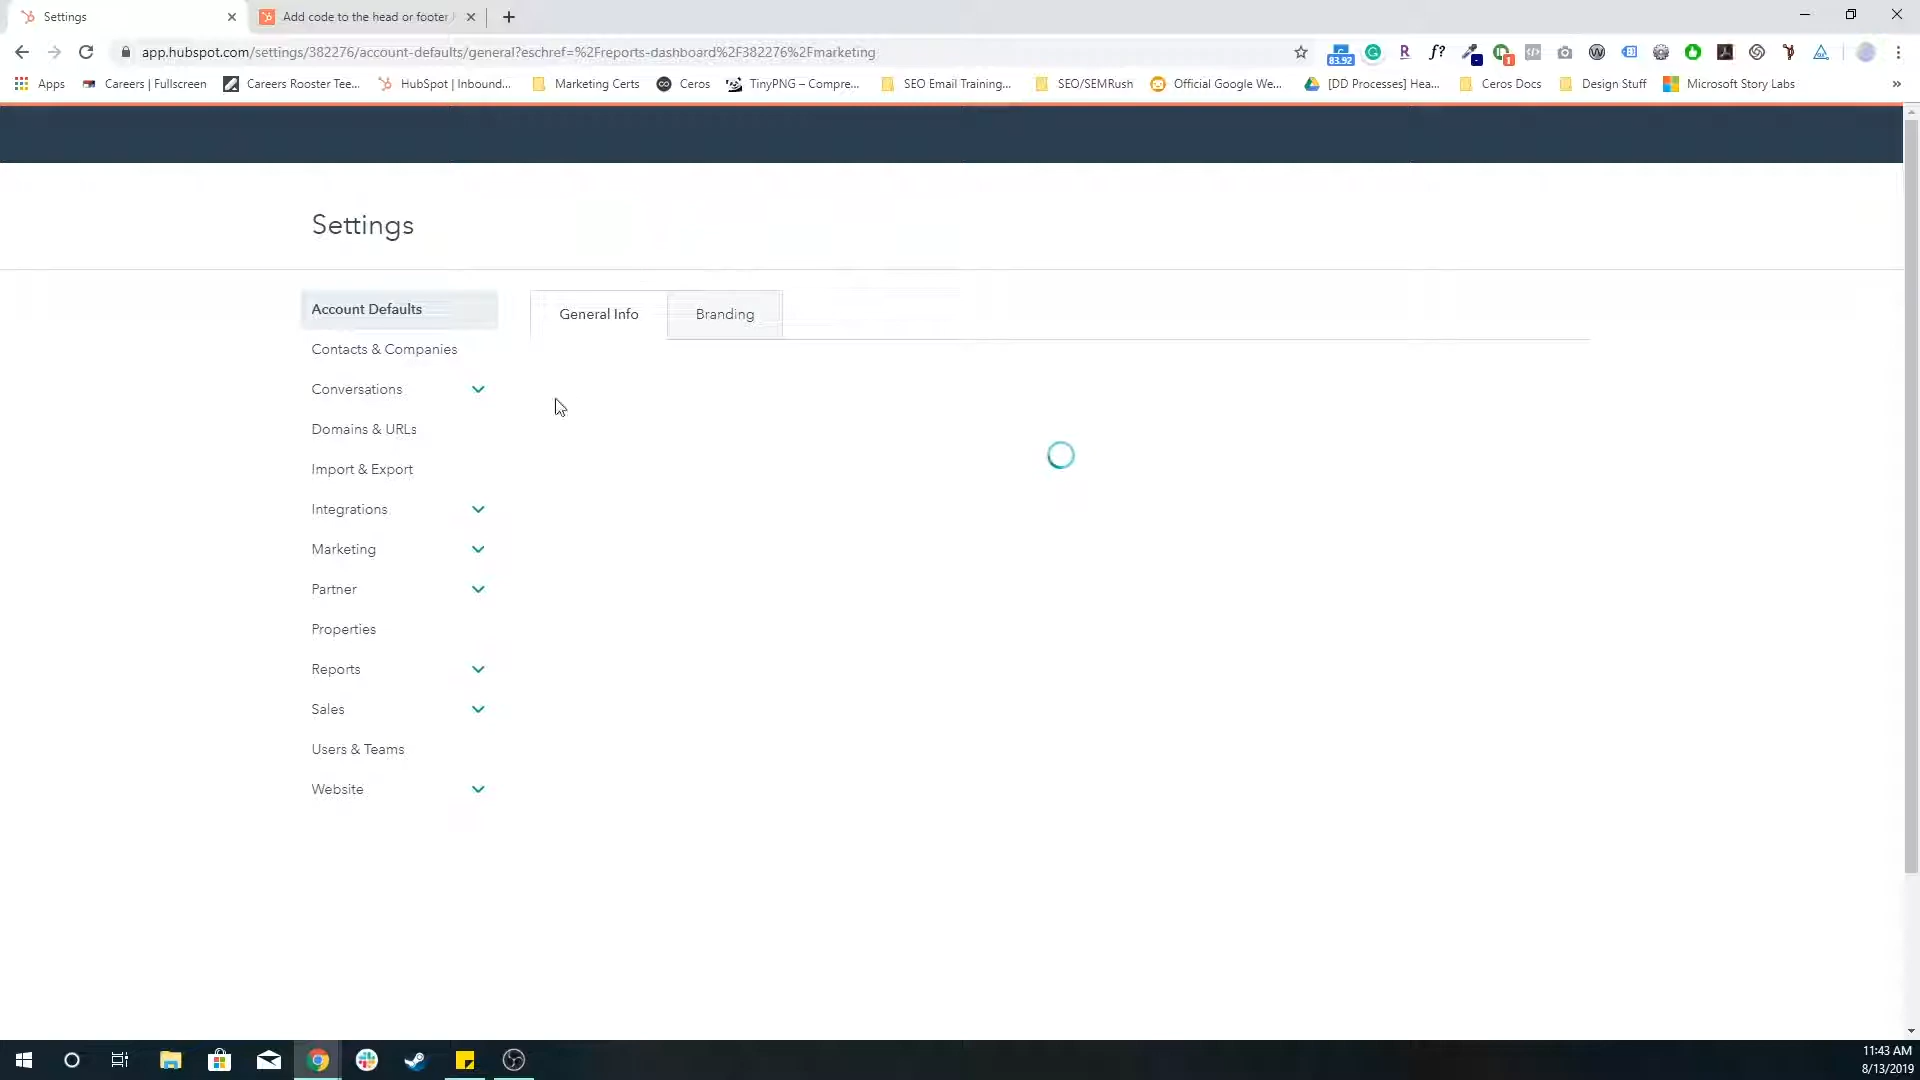 Settings
Add code to the head or footer
app.hubspot.com/settings/382276/account-defaults/general?eschref=%2Freports-dashboard%2F382276%2Fmarketing
83.92
R
f?
1
Apps
Careers | Fullscreen
Careers Rooster Tee...
HubSpot | Inbound...
Marketing Certs
Ceros
TinyPNG – Compre...
SEO Email Training...
SEO/SEMRush
Official Google We...
[DD Processes] Hea...
Ceros Docs
Design Stuff
Microsoft Story Labs
»
Settings
Account Defaults
Contacts & Companies
Conversations
Domains & URLs
Import & Export
Integrations
Marketing
Partner
Properties
Reports
Sales
Users & Teams
Website
General Info
Branding
11:43 AM
8/13/2019